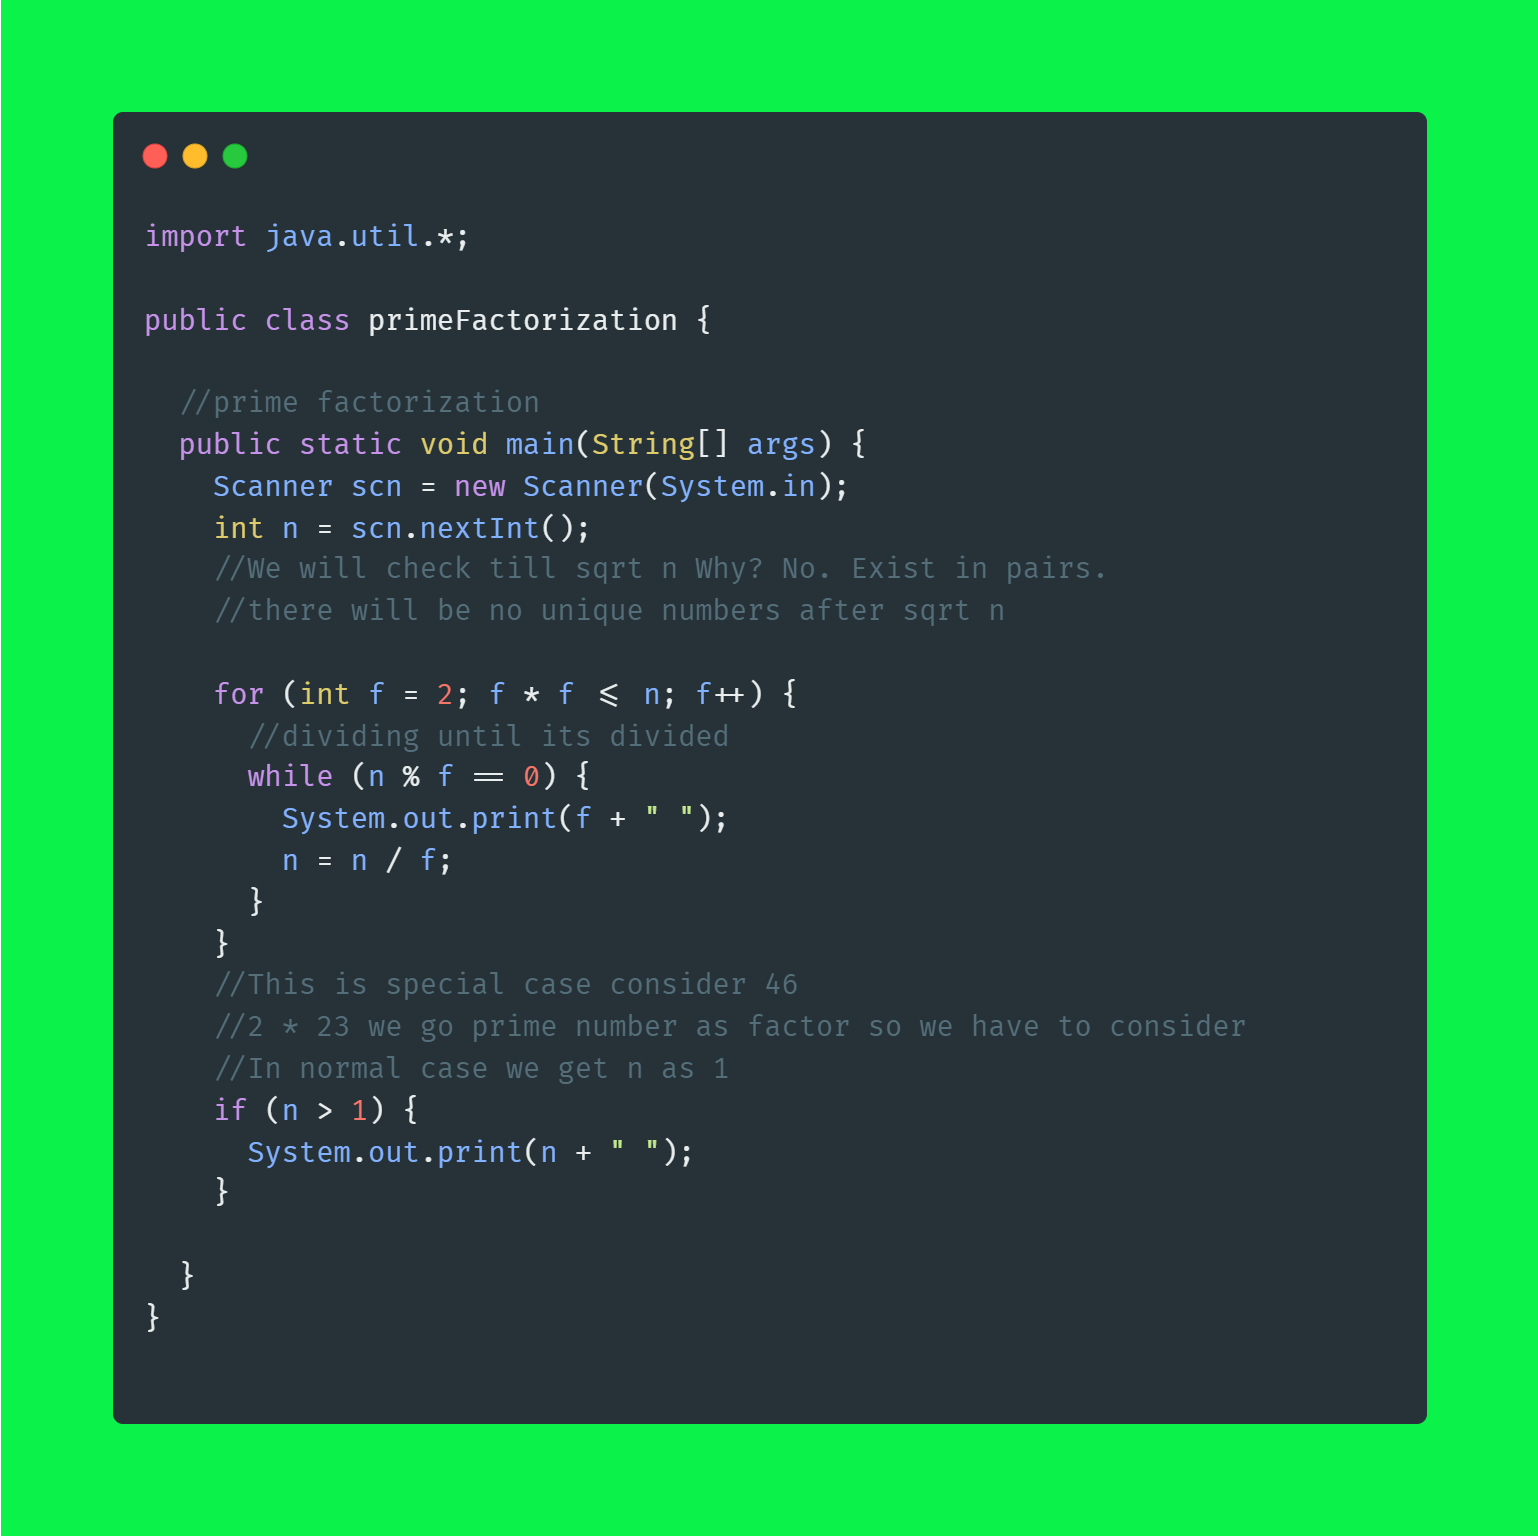 import java.util.*;
public class primeFactorization {
//prime factorization
public static void main(String[] args) {
Scanner scn = new Scanner(System.in);
int n = scn.nextInt();
//We will check till sqrt n Why? No. Exist in pairs.
//there will be no unique numbers after sqrt n
for (int f = 2; f * f <= n; f++) {
//dividing until its divided
while (n % f == 0) {
System.out.print(f + " ");
n = n / f;
}
}
//This is special case consider 46
//2 * 23 we go prime number as factor so we have to consider
//In normal case we get n as 1
if (n > 1) {
System.out.print(n + " ");
}
}
}